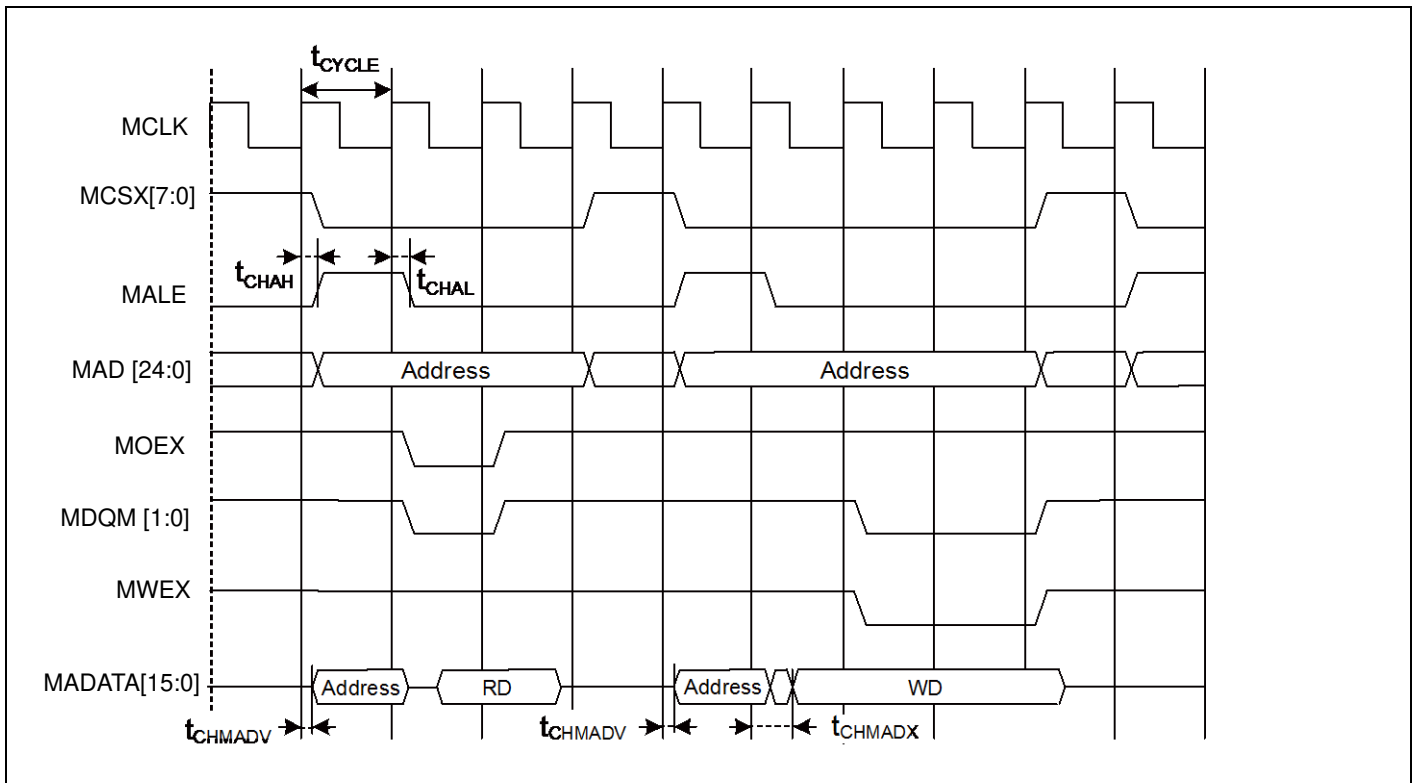 tCYCLE
MCLK
MCSX[7:0]
tCHAH
tCHAL
MALE
MAD [24:0]
Address
Address
MOEX
MDQM [1:0]
MWEX
MADATA[15:0]
Address
RD
Address
WD
tCHMADV
tCHMADV
tCHMADX